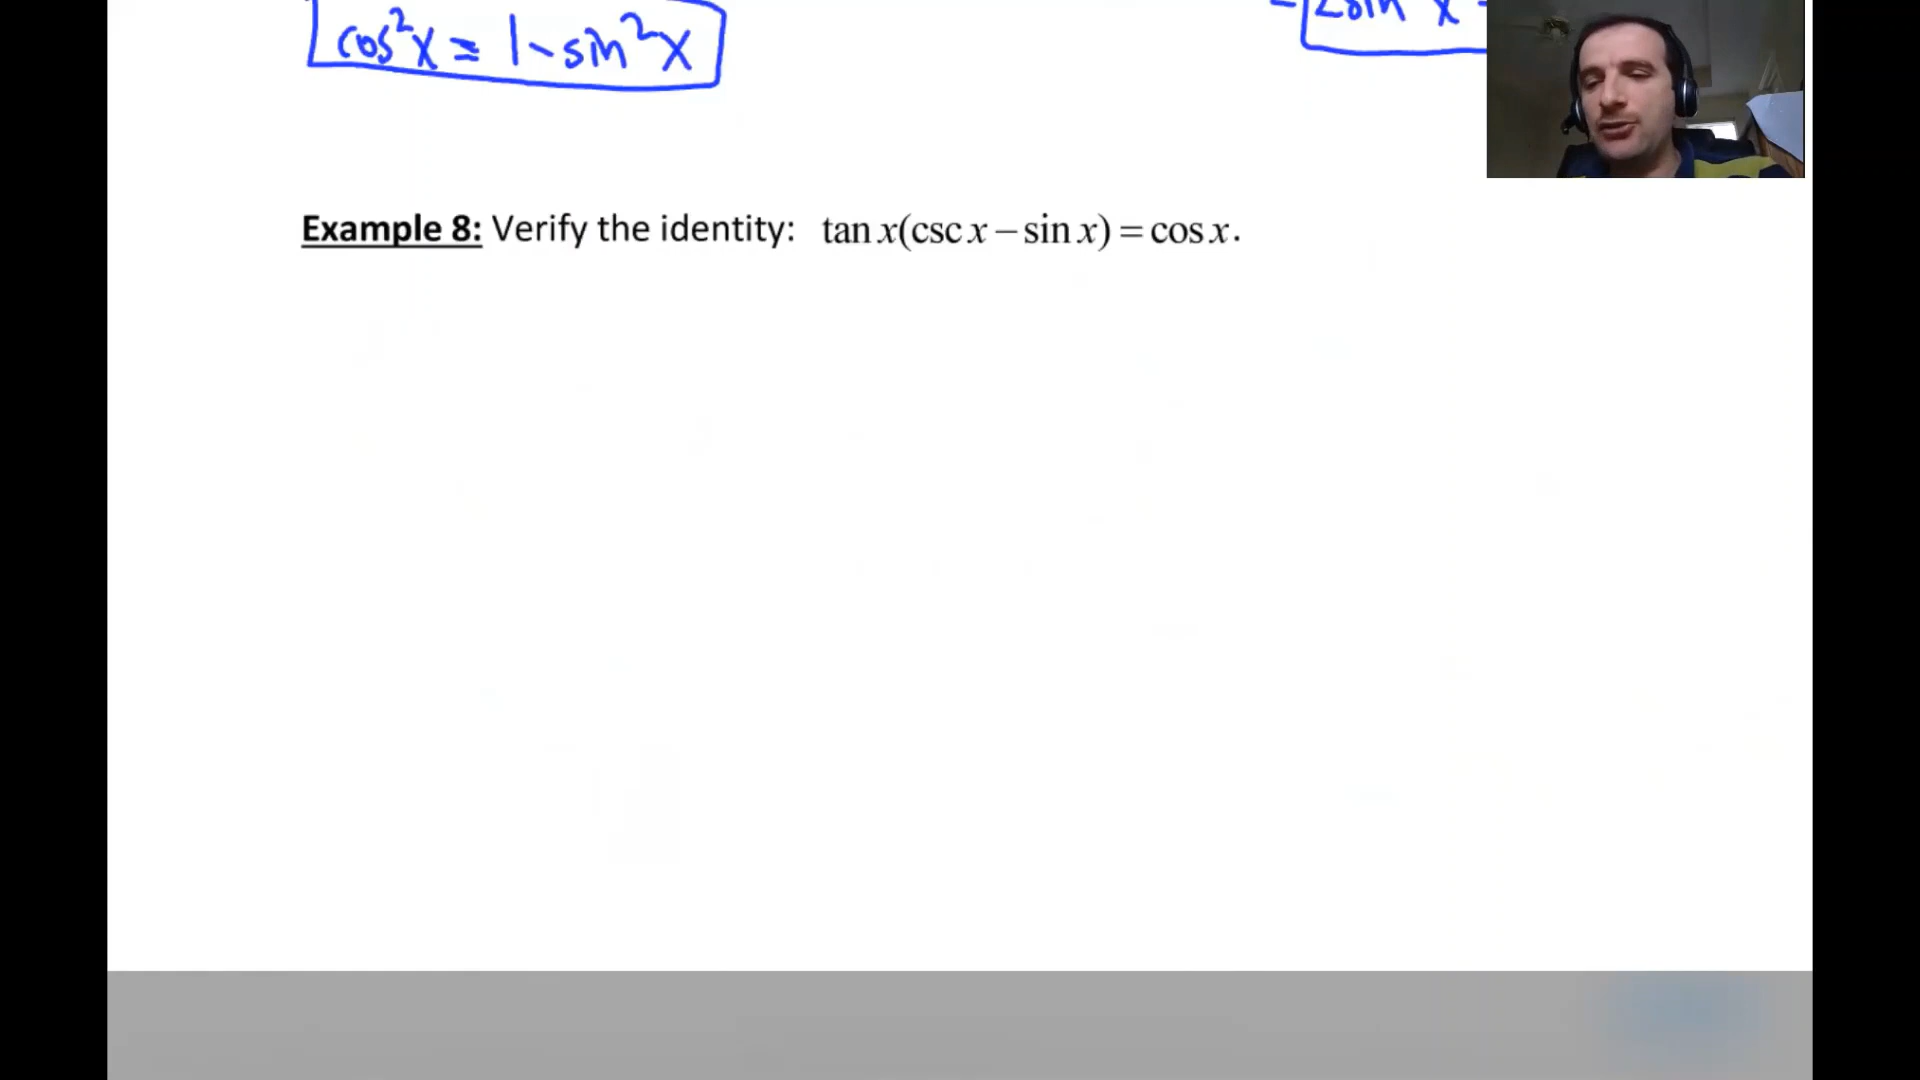 cos²x = 1-sin²x
Example 8: Verify the identity: tan x(csc x − sin x) = cos x.